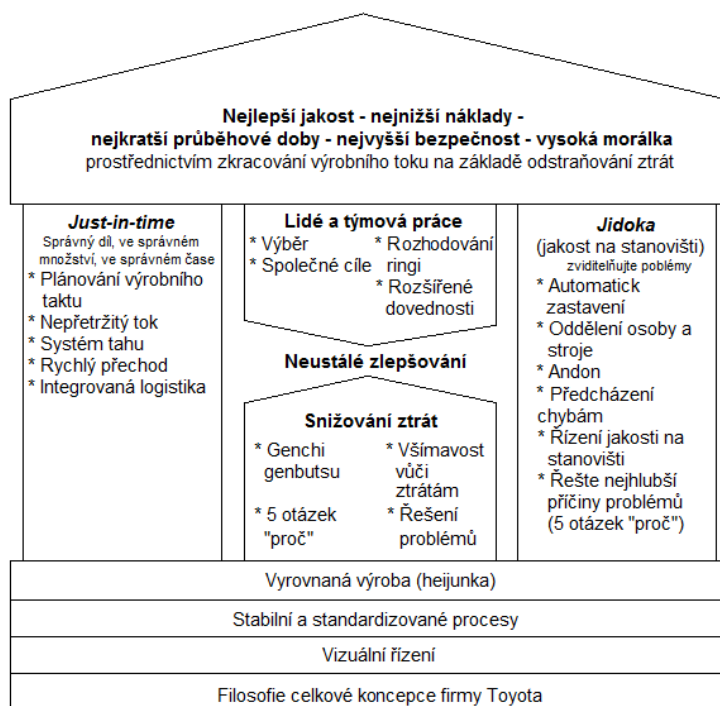 Nejlepší jakost - nejnižší náklady -
nejkratší průběhové doby - nejvyšší bezpečnost - vysoká morálka
prostřednictvím zkracování výrobního toku na základě odstraňování ztrát
Just-in-time
Správný díl, ve správném
množství, ve správném čase
* Plánování výrobního
taktu
* Nepřetržitý tok
* Systém tahu
* Rychlý přechod
* Integrovaná logistika
Lidé a týmová práce
* Výběr
* Společné cíle
* Rozhodování
ringi
* Rozšířené
dovednosti
Neustálé zlepšování
Snižování ztrát
* Genchi
genbutsu
* 5 otázek
"proč"
* Všímavost
vůči
ztrátám
* Řešení
problémů
Jidoka
(jakost na stanovišti)
zviditelňujte poblémy
* Automatick
zastavení
* Oddělení osoby a
stroje
* Andon
* Předcházení
chybám
* Řízení jakosti na
stanovišti
* Řešte nejhlubší
příčiny problémů
(5 otázek "proč")
Vyrovnaná výroba (heijunka)
Stabilní a standardizované procesy
Vizuální řízení
Filosofie celkové koncepce firmy Toyota